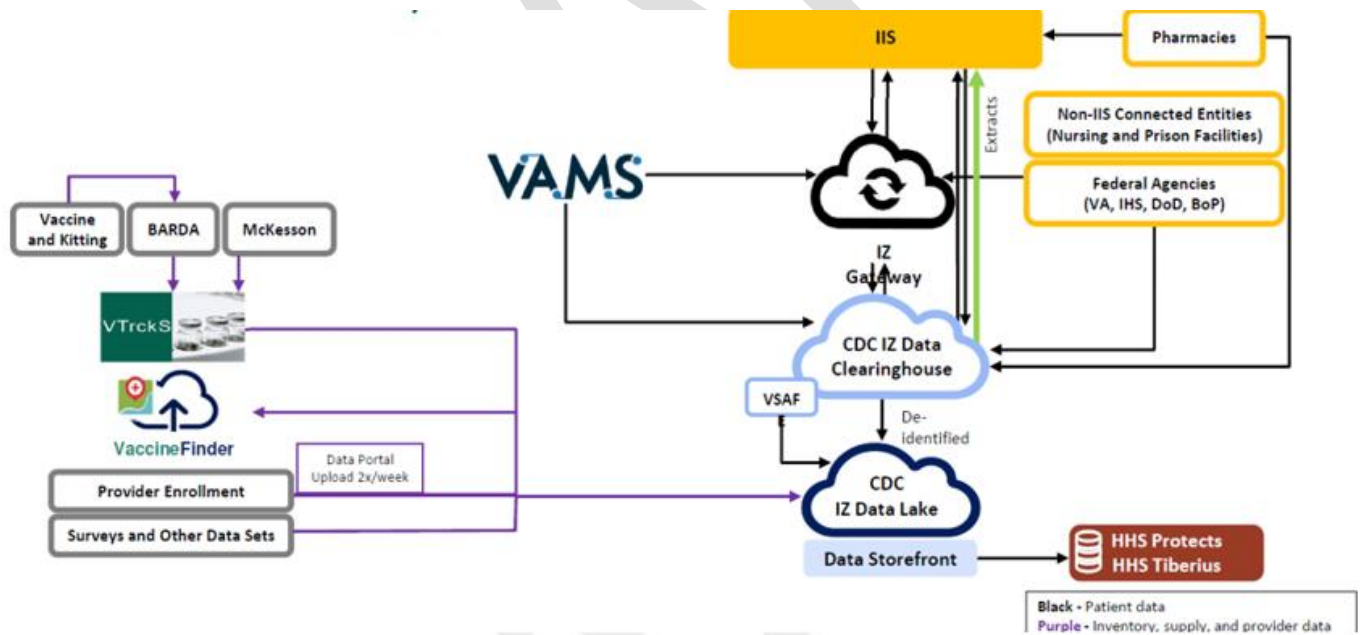 IIS
Pharmacies
Extracts
Non-IIS Connected Entities
(Nursing and Prison Facilities)
VAMS
Federal Agencies
(VA, IHS, DoD, BoP)
Vaccine
and Kitting
BARDA
McKesson
IZ
Gateway
VTrckS
CDC IZ Data
Clearinghouse
VSAF
E
De-
identified
VaccineFinder
Data Portal
Upload 2x/week
Provider Enrollment
CDC
IZ Data Lake
Surveys and Other Data Sets
Data Storefront
HHS Protects
HHS Tiberius
Black - Patient data
Purple - Inventory, supply, and provider data